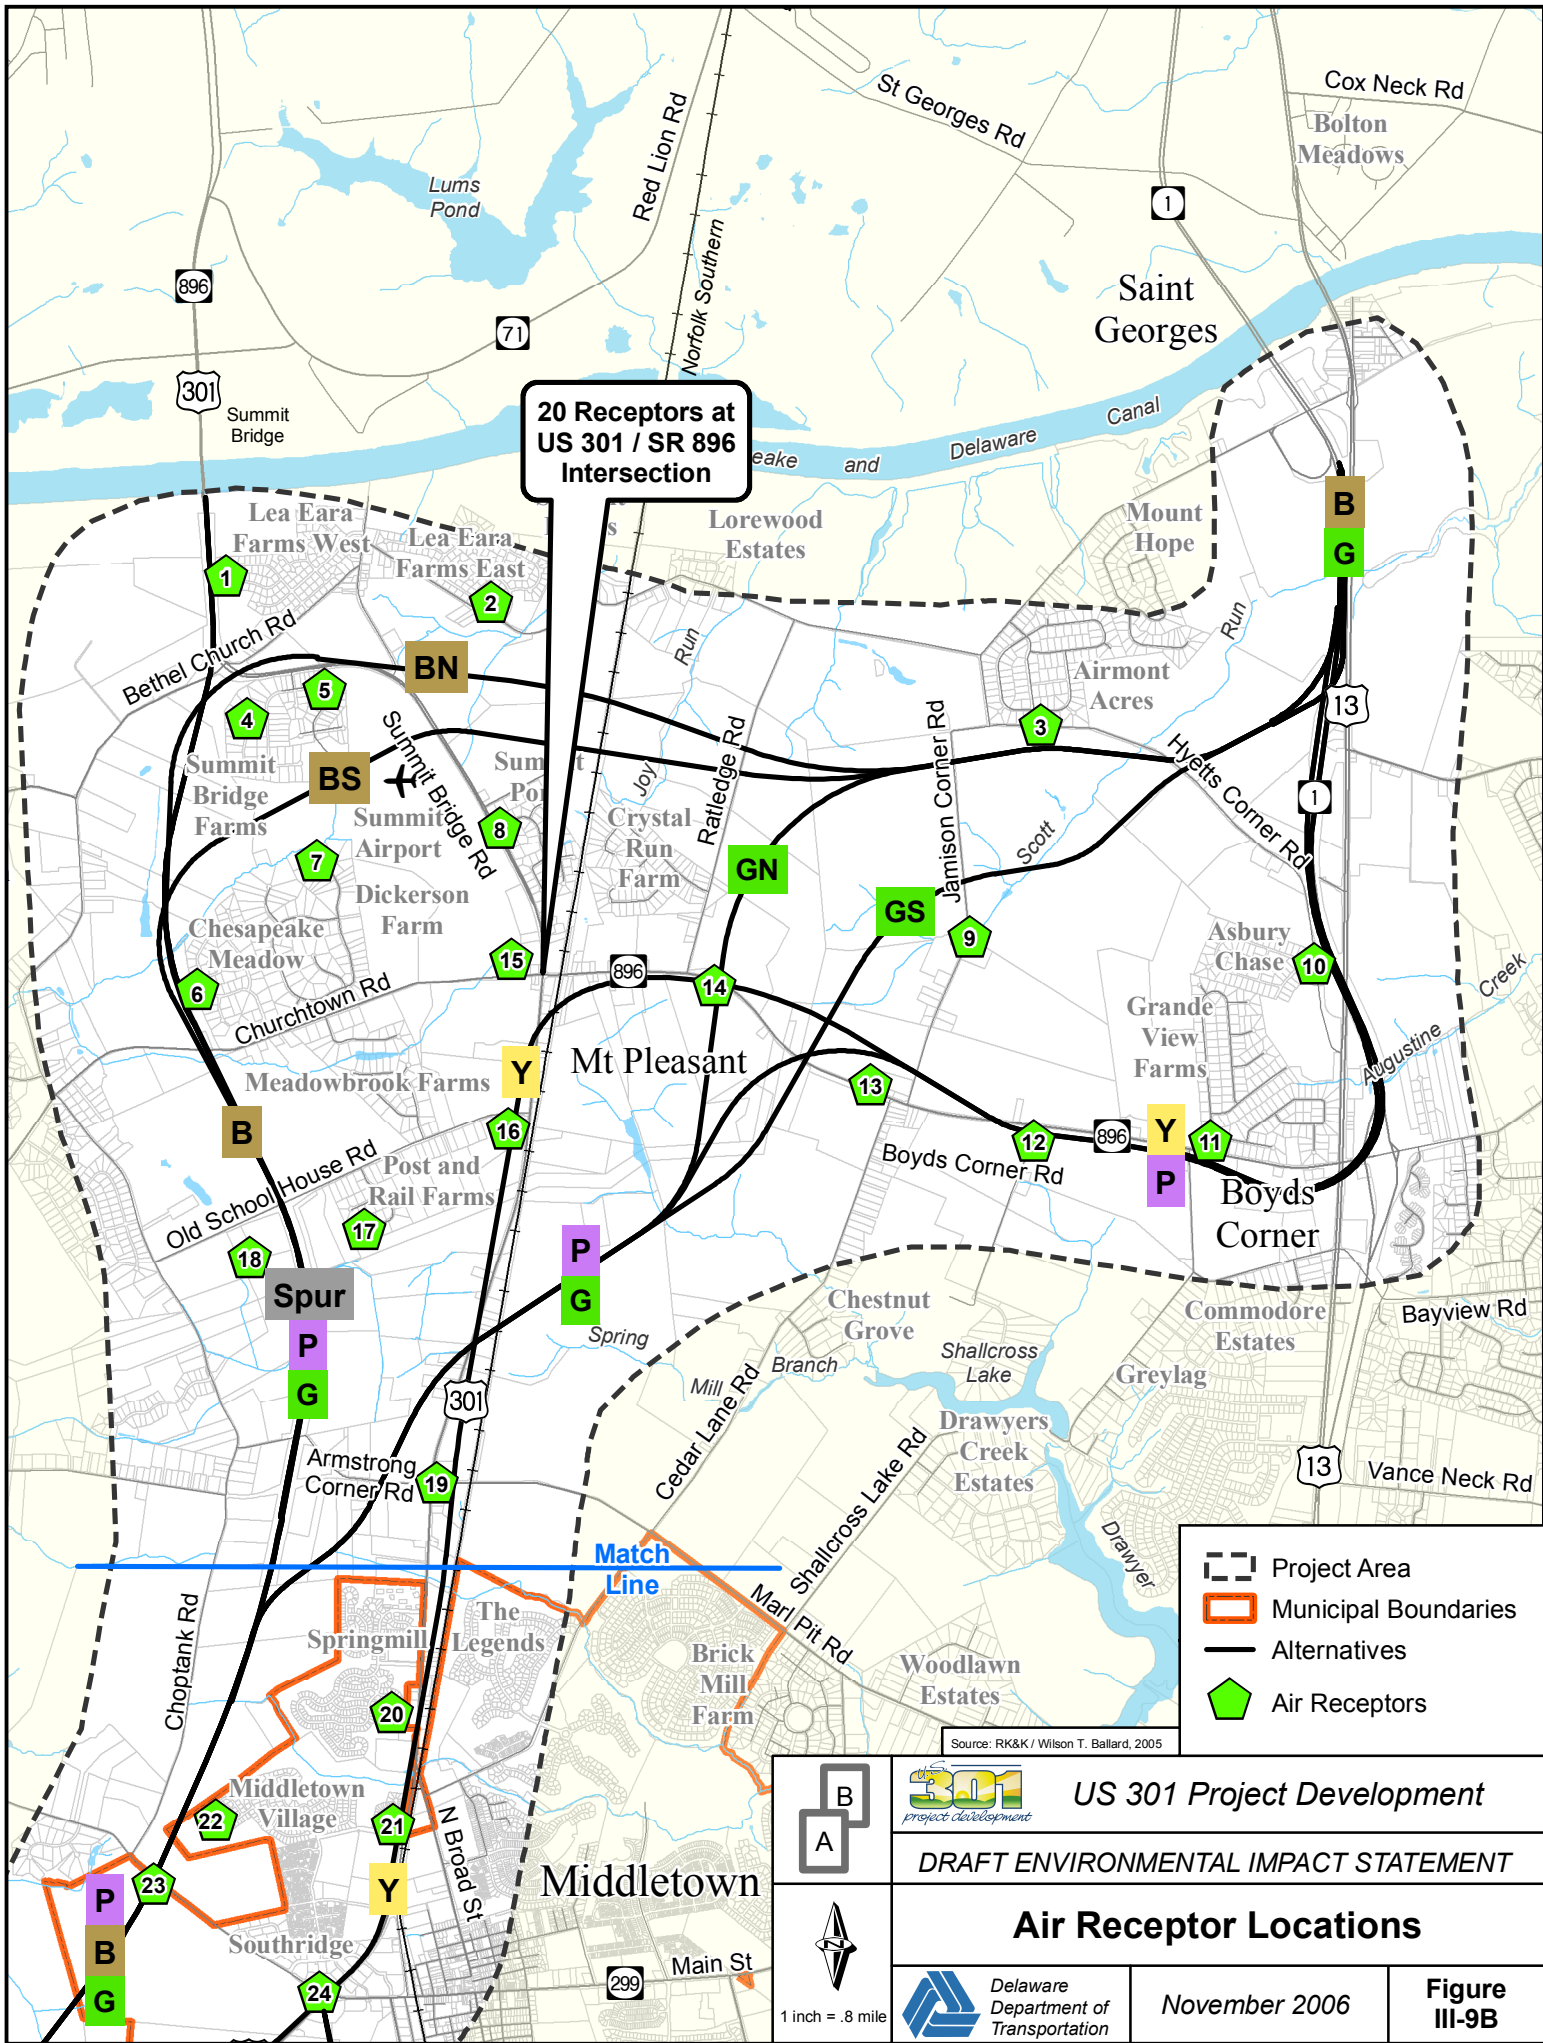 Cox Neck Rd
Bolton
Meadows
St Georges Rd
Red Lion Rd
Lums
Pond
1
896
71
Norfolk Southern
Saint
Georges
301
Summit
Bridge
20 Receptors at
US 301 / SR 896
Intersection
eake and Delaware Canal
Lea Eara
Farms West
Lea Eara
Farms East
s
Lorewood
Estates
Mount
Hope
B
G
1
2
Bethel Church Rd
BN
Run
Run
5
4
Airmont
Acres
3
13
Summit
Bridge
Farms
BS
Summit Bridge Rd
Joy
Ratledge Rd
Jamison Corner Rd
Hyetts Corner Rd
1
Summit
Airport
8
Crystal
Run
Farm
Scott
7
GN
Dickerson
Farm
GS
Chesapeake
Meadow
9
Asbury
Chase
10
15
896
14
6
Churchtown Rd
Grande
View
Farms
Creek
Augustine
Mt Pleasant
Y
Meadowbrook Farms
13
B
16
12
896
Y
P
11
Boyds Corner Rd
Boyds
Corner
Post and
Rail Farms
Old School House Rd
17
18
P
G
Spur
P
G
Spring
Chestnut
Grove
Commodore
Estates
Bayview Rd
Branch
Shallcross
Lake
Mill
Greylag
301
Cedar Lane Rd
Drawyers
Creek
Estates
Shallcross Lake Rd
Armstrong
Corner Rd
19
13
Vance Neck Rd
Drawyer
Match
Line
Marl Pit Rd
Choptank Rd
The
Legends
Springmill
Brick
Mill
Farm
Woodlawn
Estates
20
Middletown
Village
22
21
N Broad St
23
P
B
G
Y
Middletown
Southridge
24
299
Main St
Project Area
Municipal Boundaries
Alternatives
Air Receptors
Source: RK&K / Wilson T. Ballard, 2005
B
A
U.S.
301
project development
US 301 Project Development
DRAFT ENVIRONMENTAL IMPACT STATEMENT
N
1 inch = .8 mile
Air Receptor Locations
Delaware
Department of
Transportation
November 2006
Figure
III-9B